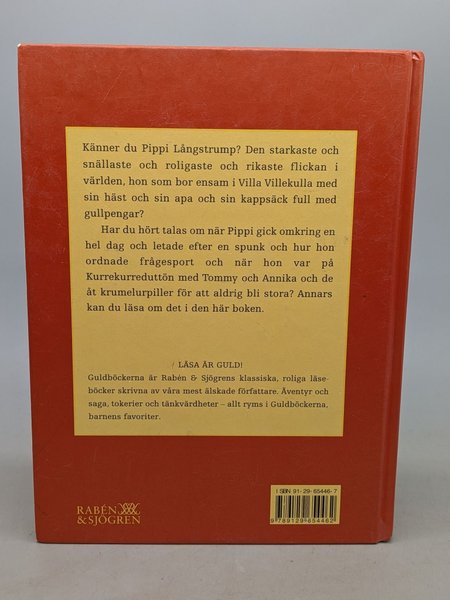 Känner du Pippi Långstrump? Den starkaste och
snällaste och roligaste och rikaste flickan i
världen, hon som bor ensam i Villa Villekulla med
sin häst och sin apa och sin kappsäck full med
gullpengar?
Har du hört talas om när Pippi gick omkring en
hel dag och letade efter en spunk och hur hon
ordnade frågesport och när hon var på
Kurrekurreduttön med Tommy och Annika och de
åt krumelurpiller för att aldrig bli stora? Annars
kan du läsa om det i den här boken.
/ LÄSA ÄR GULD!
Guldböckerna är Rabén & Sjögrens klassiska, roliga läse-
böcker skrivna av våra mest älskade författare. Äventyr och
saga, tokerier och tänkvärdheter – allt ryms i Guldböckerna,
barnens favoriter.
ISBN 91-29-65446-7
9 789129 654462
RABÉN
&SJÖGREN